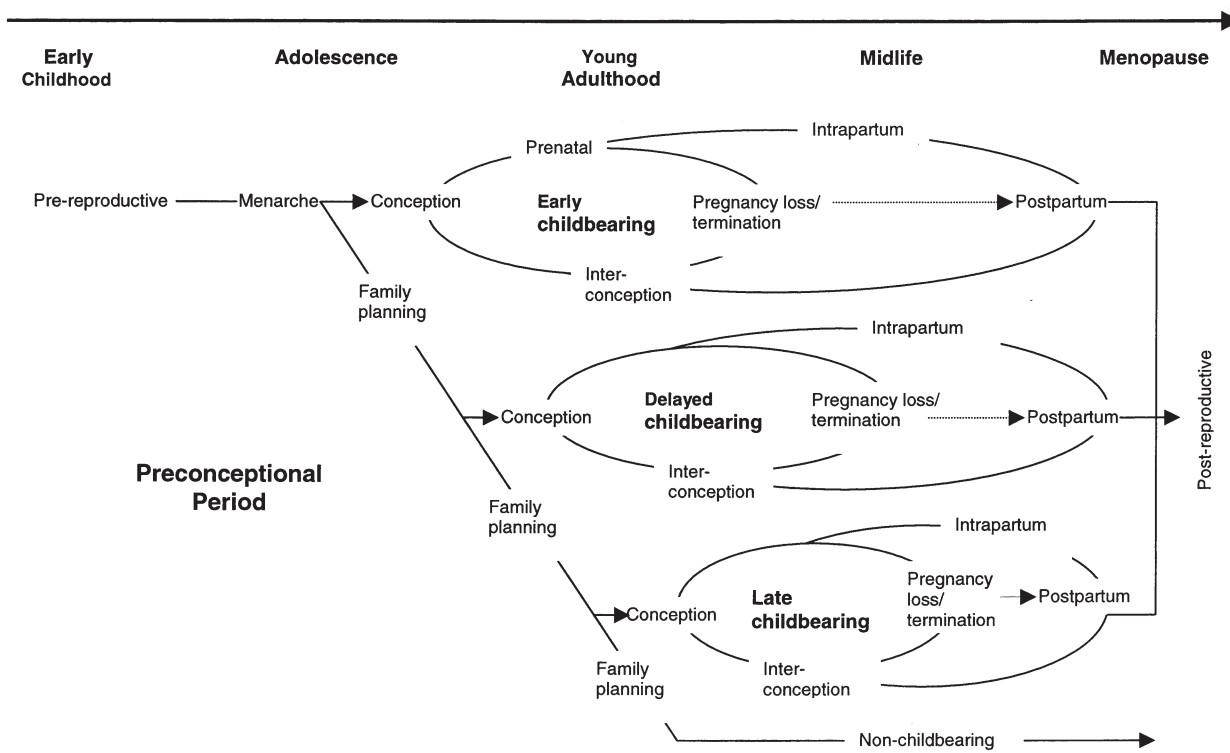 Early
Childhood
Adolescence
Young
Adulthood
Midlife
Menopause
Prenatal
Intrapartum
Pre-reproductive
Menarche
Conception
Early
childbearing
Pregnancy loss/
termination
Postpartum
Inter-
conception
Family
planning
Intrapartum
Conception
Delayed
childbearing
Pregnancy loss/
termination
Postpartum
Post-reproductive
Inter-
conception
Preconceptional
Period
Family
planning
Intrapartum
Conception
Late
childbearing
Pregnancy
loss/
termination
Postpartum
Inter-
conception
Family
planning
Non-childbearing